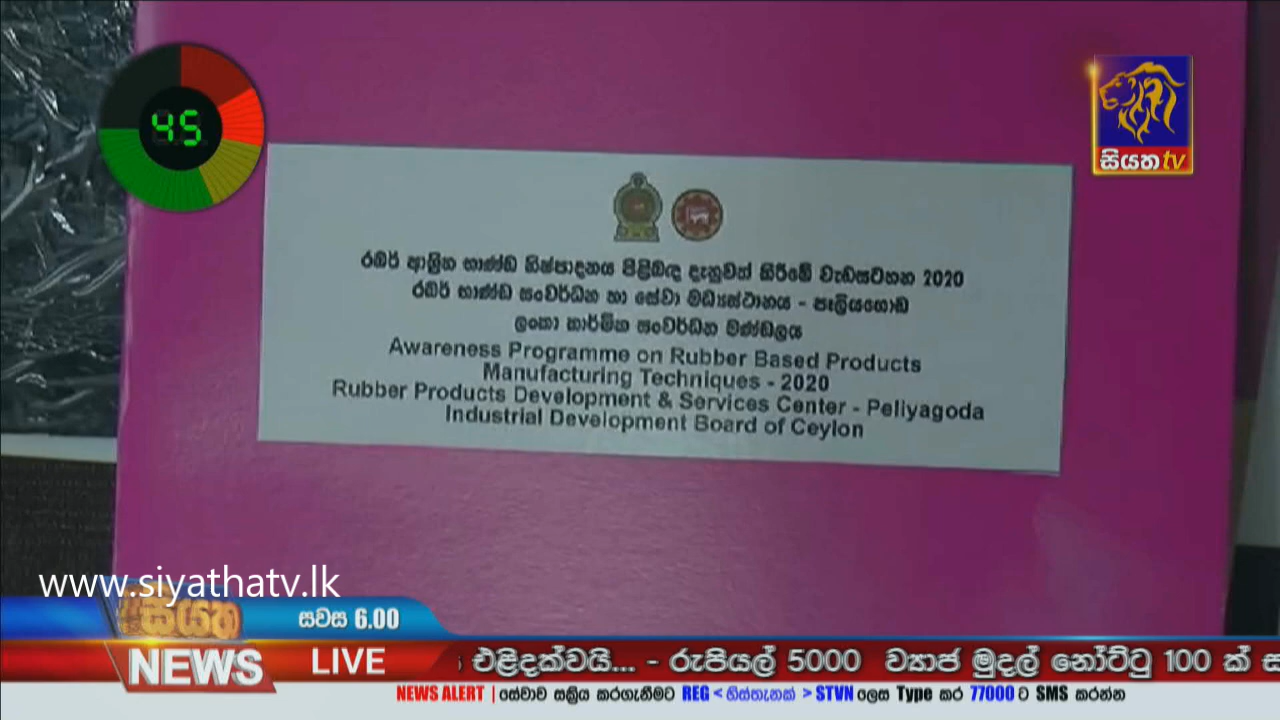 45
සියත tv
රබර් ආශ්‍රිත භාණ්ඩ නිෂ්පාදනය පිළිබඳ දැනුවත් කිරීමේ වැඩසටහන 2020
රබර් භාණ්ඩ සංවර්ධන හා සේවා මධ්‍යස්ථානය - පෑලියගොඩ
ලංකා කාර්මික සංවර්ධන මණ්ඩලය
Awareness Programme on Rubber Based Products
Manufacturing Techniques - 2020
Rubber Products Development & Services Center - Peliyagoda
Industrial Development Board of Ceylon
www.siyathatv.lk
සියත
සවස 6.00
NEWS
LIVE
එළිදක්වයි... - රුපියල් 5000 ව්‍යාජ මුදල් නෝට්ටු 100 ක් ස
NEWS ALERT | සේවාව සක්‍රිය කරගැනීමට REG < හිස්තැනක් > STVN ලෙස Type කර 77000 ට SMS කරන්න